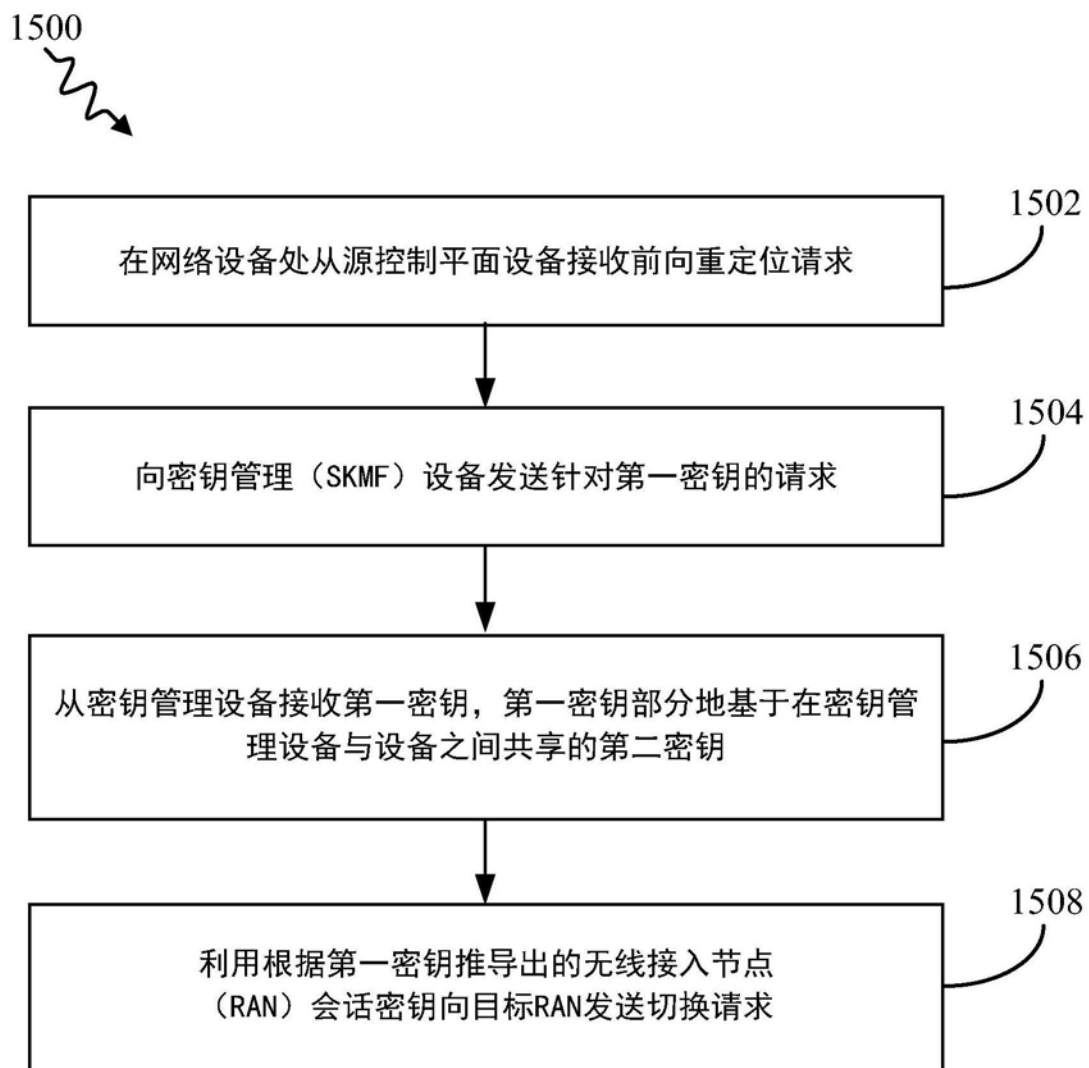 1500
1502
在网络设备处从源控制平面设备接收前向重定位请求
1504
向密钥管理（SKMF）设备发送针对第一密钥的请求
1506
从密钥管理设备接收第一密钥，第一密钥部分地基于在密钥管
理设备与设备之间共享的第二密钥
1508
利用根据第一密钥推导出的无线接入节点
（RAN）会话密钥向目标RAN发送切换请求